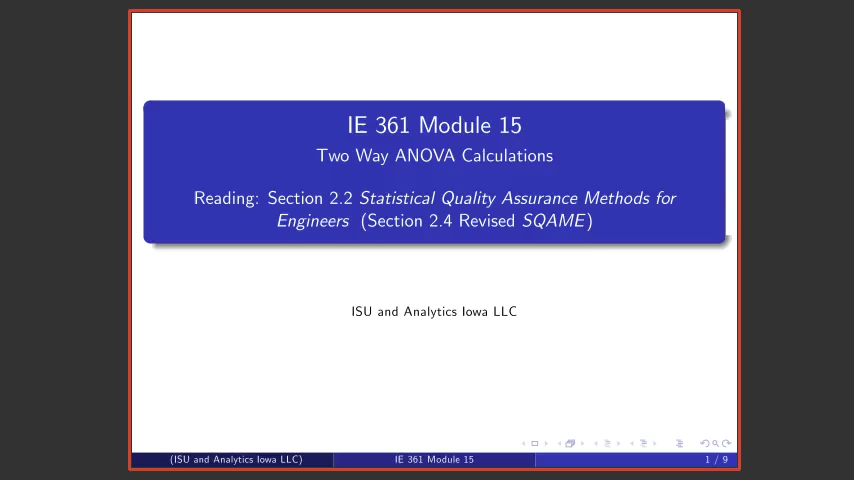 IE 361 Module 15
Two Way ANOVA Calculations
Reading: Section 2.2 Statistical Quality Assurance Methods for
Engineers (Section 2.4 Revised SQAME)
ISU and Analytics Iowa LLC
(ISU and Analytics Iowa LLC) IE 361 Module 15 1 / 9